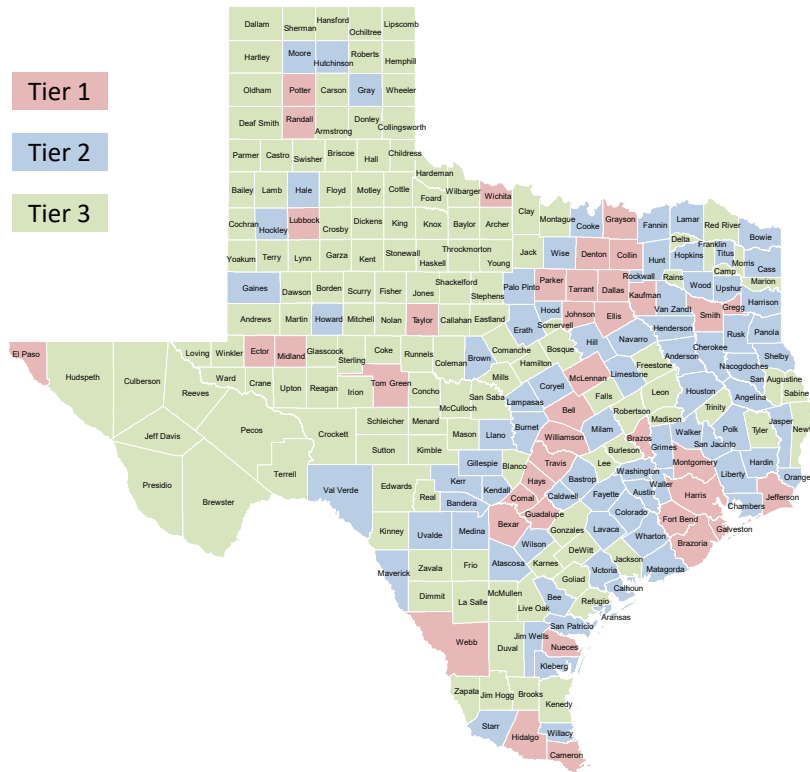 Tier 1
Tier 2
Tier 3
Dallam
Sherman
Hansford
Ochiltree
Lipscomb
Hartley
Moore
Hutchinson
Roberts
Hemphill
Oldham
Potter
Carson
Gray
Wheeler
Deaf Smith
Randall
Armstrong
Donley
Collingsworth
Parmer
Castro
Swisher
Briscoe
Hall
Childress
Hardeman
Bailey
Lamb
Hale
Floyd
Motley
Cottle
Foard
Wilbarger
Wichita
Clay
Montague
Cooke
Grayson
Fannin
Lamar
Red River
Bowie
Cochran
Hockley
Lubbock
Crosby
Dickens
King
Knox
Baylor
Archer
Jack
Wise
Denton
Collin
Hunt
Delta
Hopkins
Franklin
Titus
Morris
Camp
Cass
Marion
Yoakum
Terry
Lynn
Garza
Kent
Stonewall
Haskell
Throckmorton
Young
Rockwall
Rains
Wood
Upshur
Gaines
Dawson
Borden
Scurry
Fisher
Jones
Shackelford
Stephens
Palo Pinto
Parker
Tarrant
Dallas
Kaufman
Van Zandt
Smith
Gregg
Harrison
Andrews
Martin
Howard
Mitchell
Nolan
Taylor
Callahan
Eastland
Erath
Hood
Somervell
Johnson
Ellis
Henderson
Rusk
Panola
El Paso
Hudspeth
Culberson
Reeves
Loving
Winkler
Ector
Midland
Glasscock
Sterling
Coke
Runnels
Coleman
Brown
Comanche
Hamilton
Bosque
Hill
Navarro
Freestone
Anderson
Cherokee
Nacogdoches
Shelby
Ward
Crane
Upton
Reagan
Irion
Tom Green
Concho
McCulloch
San Saba
Mills
Lampasas
Coryell
McLennan
Limestone
Falls
Leon
Houston
Angelina
San Augustine
Sabine
Jeff Davis
Pecos
Crockett
Schleicher
Menard
Mason
Llano
Burnet
Bell
Milam
Robertson
Madison
Trinity
Polk
Tyler
Jasper
Newt
Presidio
Brewster
Terrell
Sutton
Kimble
Gillespie
Blanco
Williamson
Travis
Lee
Burleson
Brazos
Grimes
Walker
San Jacinto
Hardin
Val Verde
Edwards
Real
Kerr
Bandera
Kendall
Hays
Comal
Caldwell
Bastrop
Fayette
Washington
Austin
Waller
Montgomery
Liberty
Orange
Kinney
Uvalde
Medina
Bexar
Guadalupe
Gonzales
Lavaca
Colorado
Fort Bend
Harris
Chambers
Jefferson
Galveston
Maverick
Zavala
Frio
Atascosa
Wilson
Karnes
DeWitt
Jackson
Wharton
Brazoria
Matagorda
Dimmit
La Salle
McMullen
Live Oak
Bee
Goliad
Victoria
Refugio
Calhoun
Aransas
Webb
Duval
Jim Wells
San Patricio
Nueces
Kleberg
Zapata
Jim Hogg
Brooks
Kenedy
Starr
Hidalgo
Willacy
Cameron